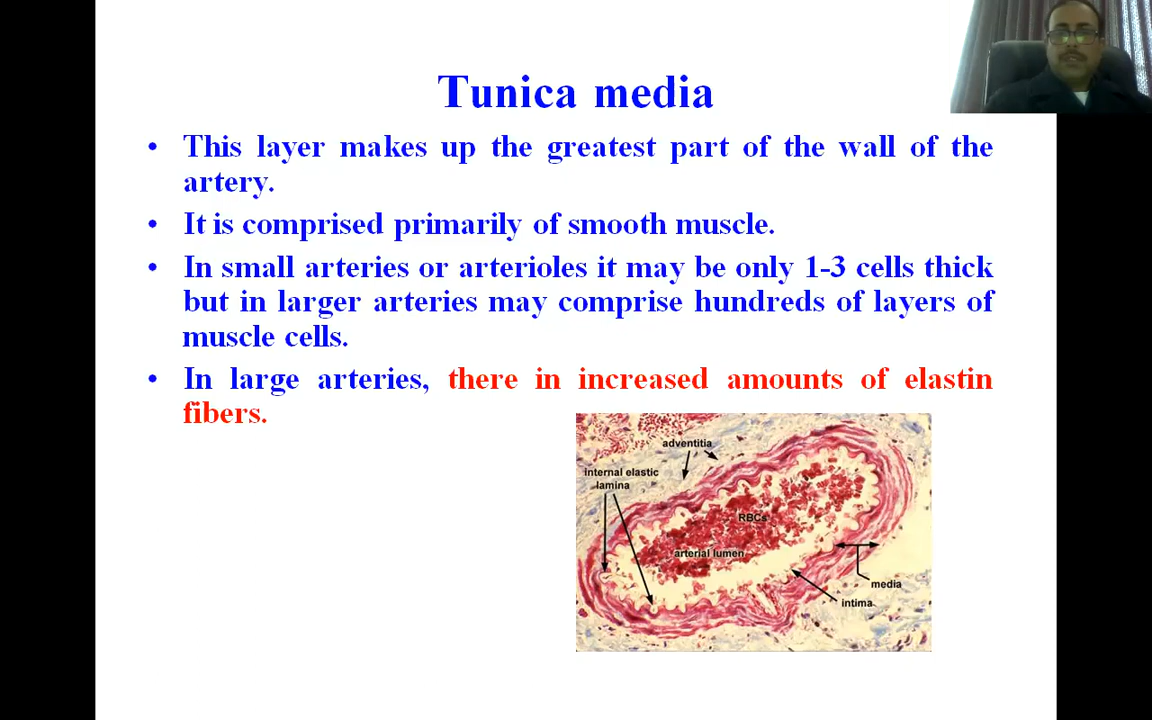 Tunica media
• This layer makes up the greatest part of the wall of the
artery.
• It is comprised primarily of smooth muscle.
• In small arteries or arterioles it may be only 1-3 cells thick
but in larger arteries may comprise hundreds of layers of
muscle cells.
• In large arteries, there in increased amounts of elastin
fibers.
adventitia
internal elastic
lamina
RBCs
arterial lumen
media
intima